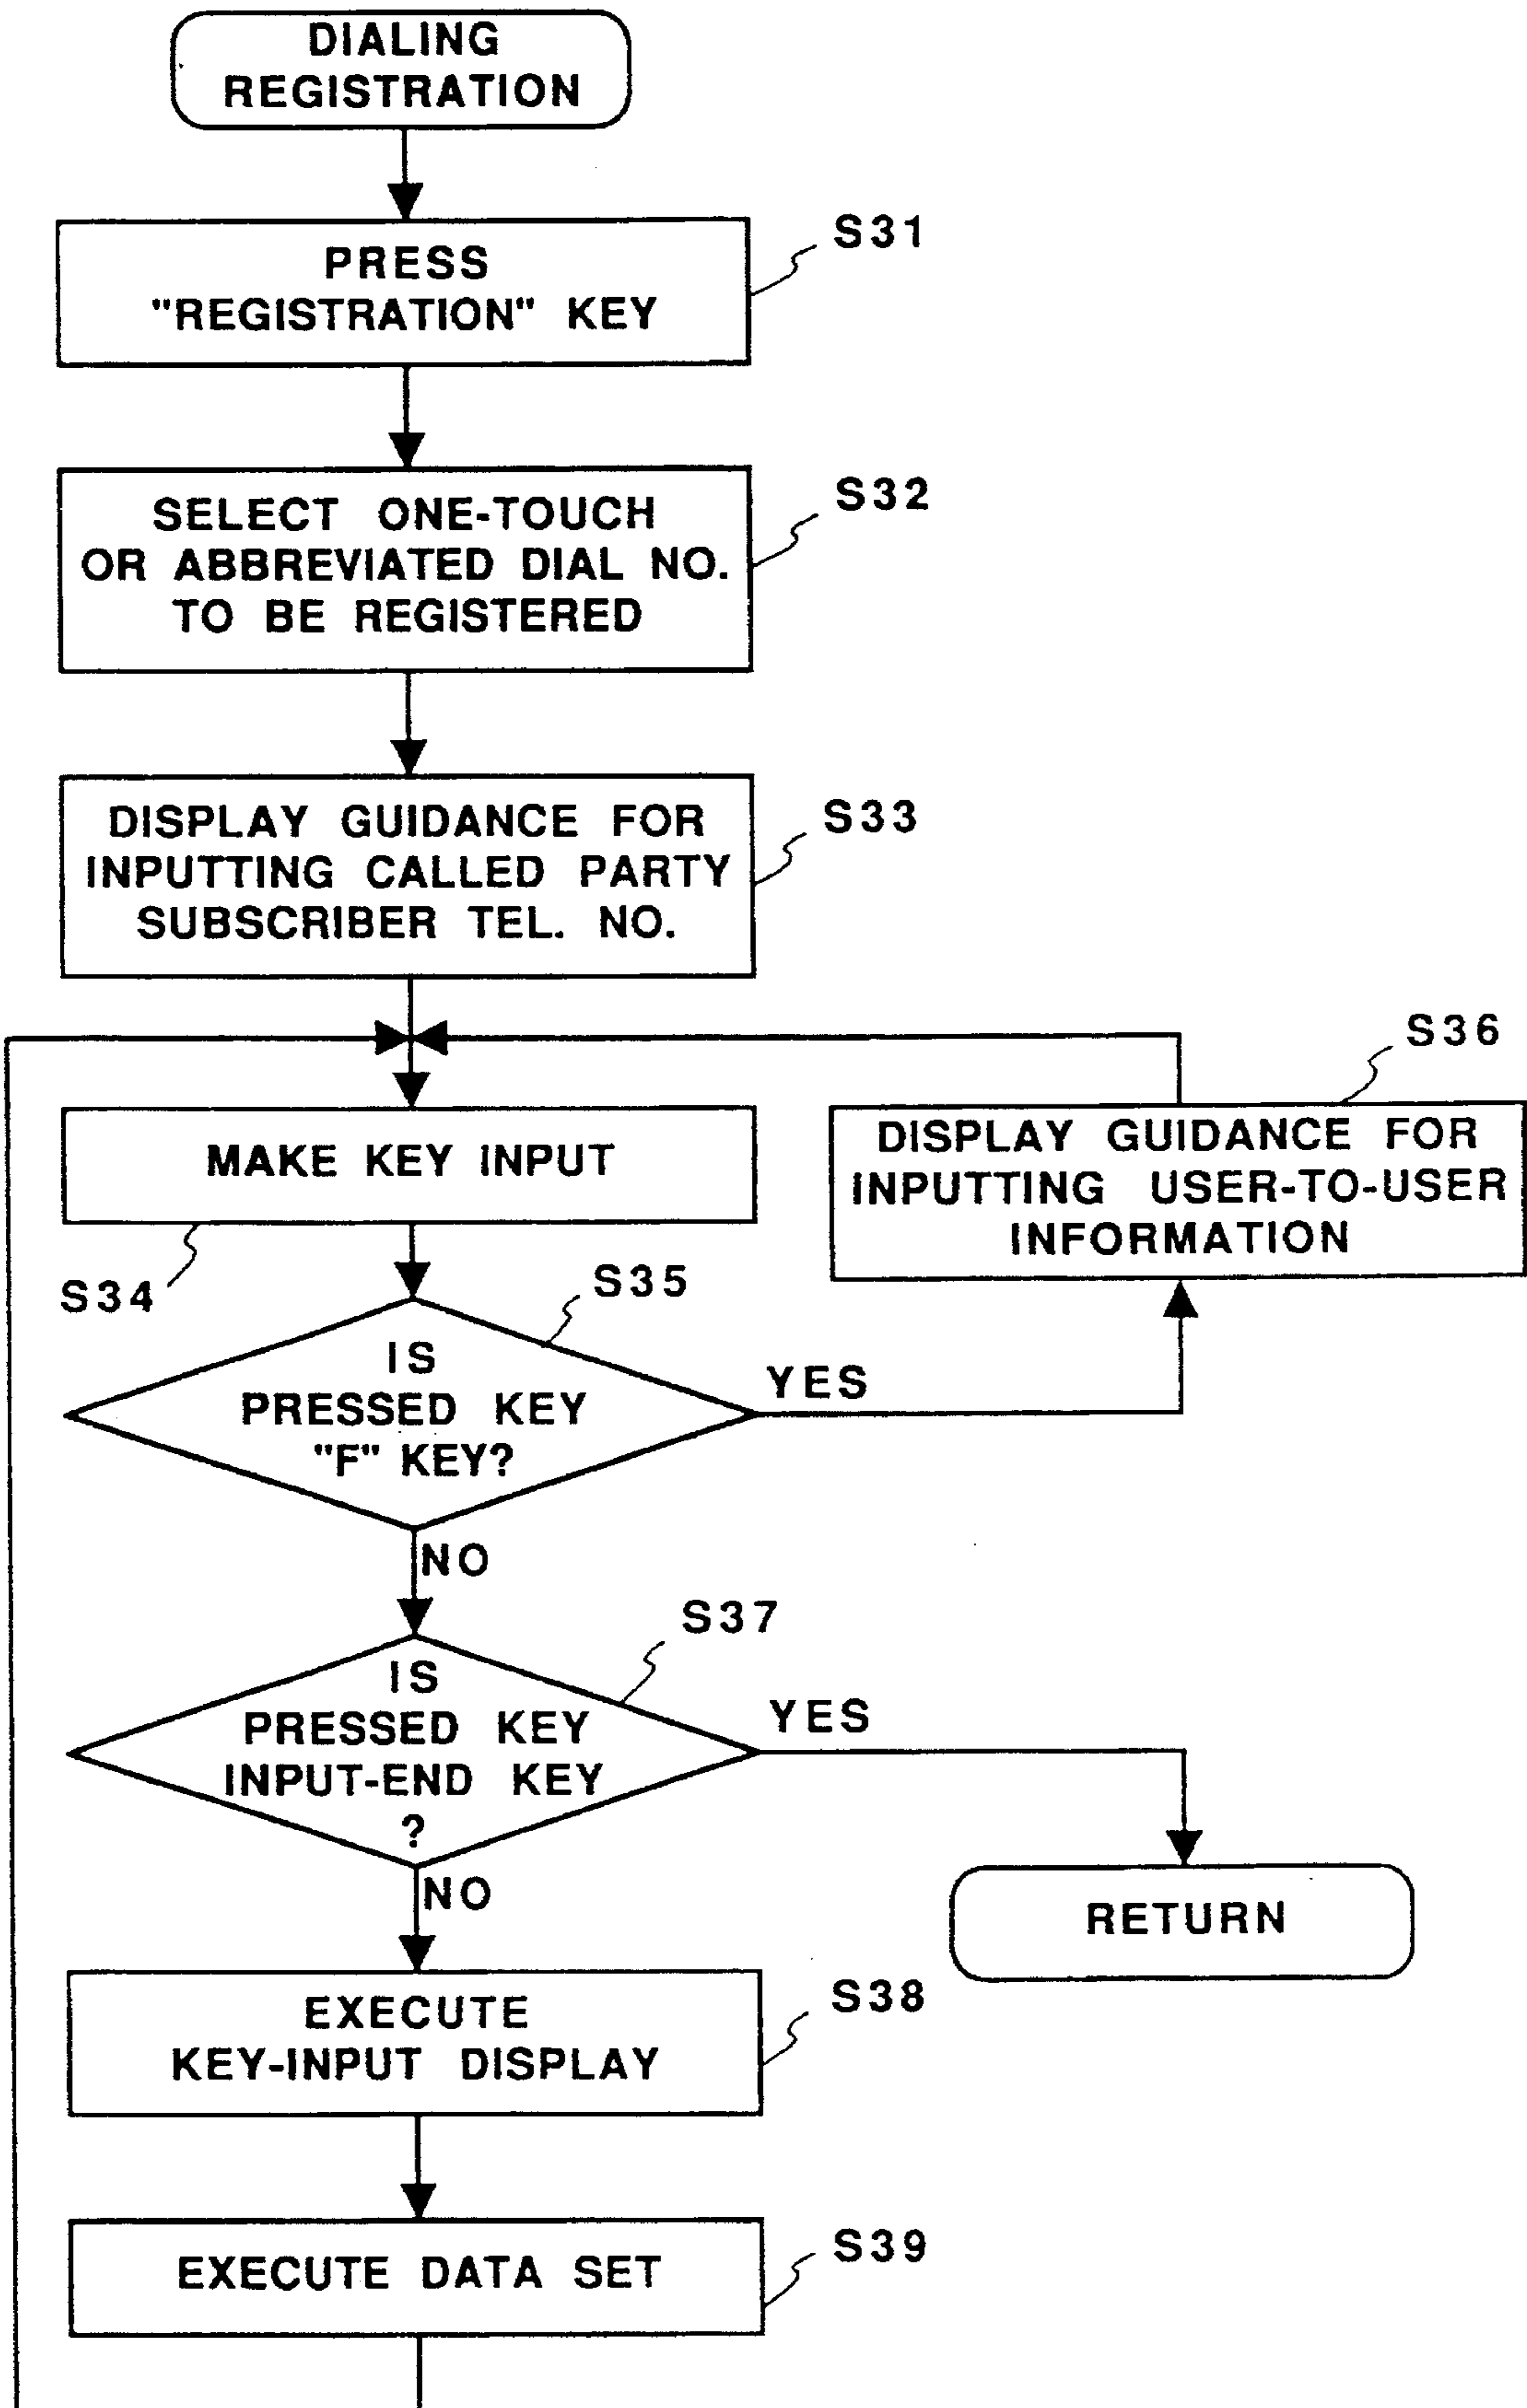 DIALING
REGISTRATION
S31
PRESS
"REGISTRATION" KEY
S32
SELECT ONE-TOUCH
OR ABBREVIATED DIAL NO.
TO BE REGISTERED
S33
DISPLAY GUIDANCE FOR
INPUTTING CALLED PARTY
SUBSCRIBER TEL. NO.
S36
DISPLAY GUIDANCE FOR
INPUTTING USER-TO-USER
INFORMATION
MAKE KEY INPUT
S34
S35
IS
PRESSED KEY
"F" KEY?
YES
NO
S37
IS
PRESSED KEY
INPUT-END KEY
?
YES
NO
RETURN
S38
EXECUTE
KEY-INPUT DISPLAY
S39
EXECUTE DATA SET